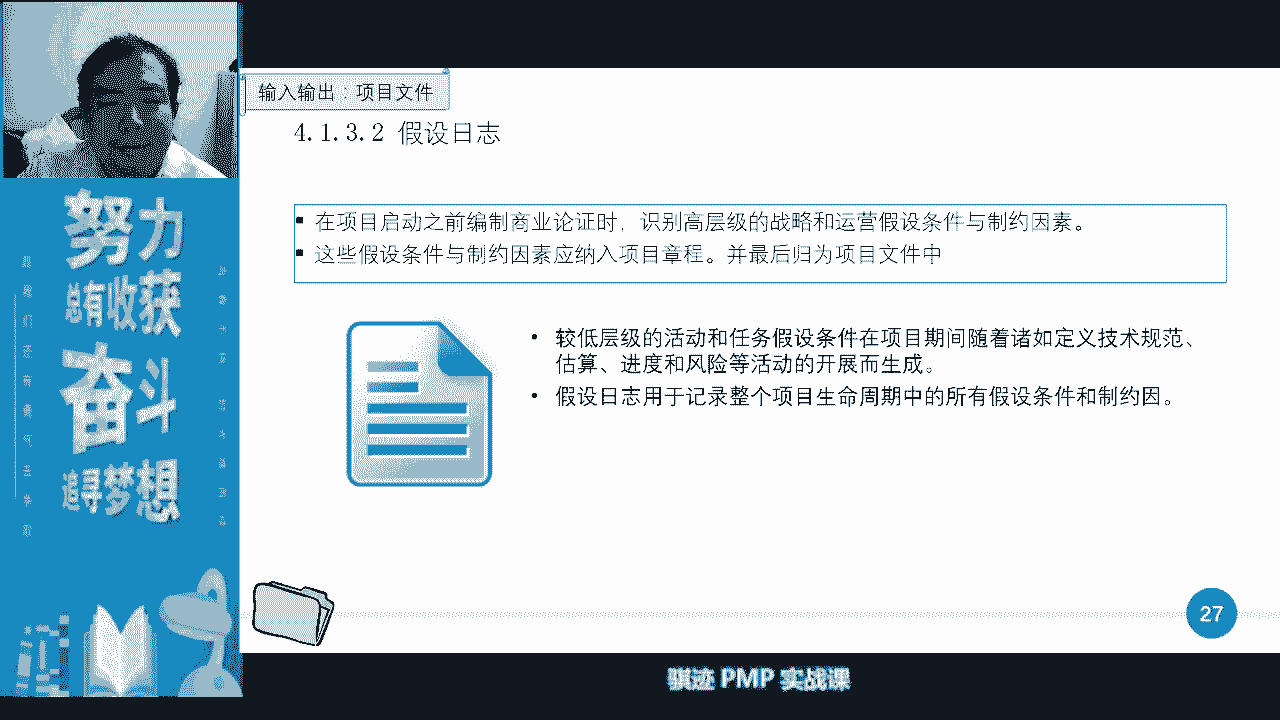 输入输出：项目文件
4.1.3.2 假设日志
在项目启动之前编制商业论证时，识别高层级的战略和运营假设条件与制约因素。
这些假设条件与制约因素应纳入项目章程。并最后归为项目文件中
较低层级的活动和任务假设条件在项目期间随着诸如定义技术规范、
估算、进度和风险等活动的开展而生成。
假设日志用于记录整个项目生命周期中的所有假设条件和制约因。
努力
总有收获
奋斗
追寻梦想
27
骐迹 PMP 实战课